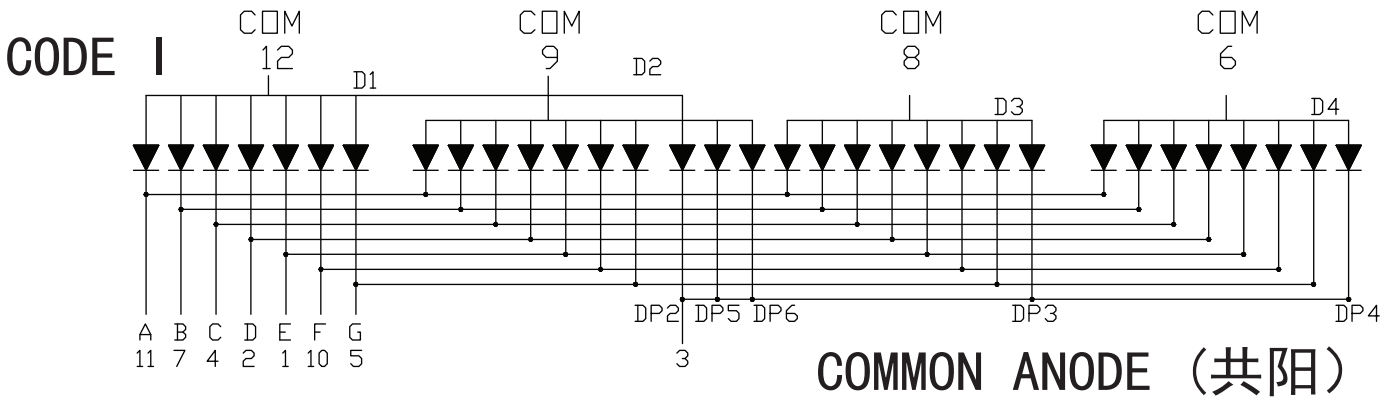 COM COM COM COM
CODE I 12 9 8 6
D1 D2 D3 D4
DP2 DP5 DP6 DP3 DP4
A B C D E F G
11 7 4 2 1 10 5 3
COMMON ANODE (共阳)